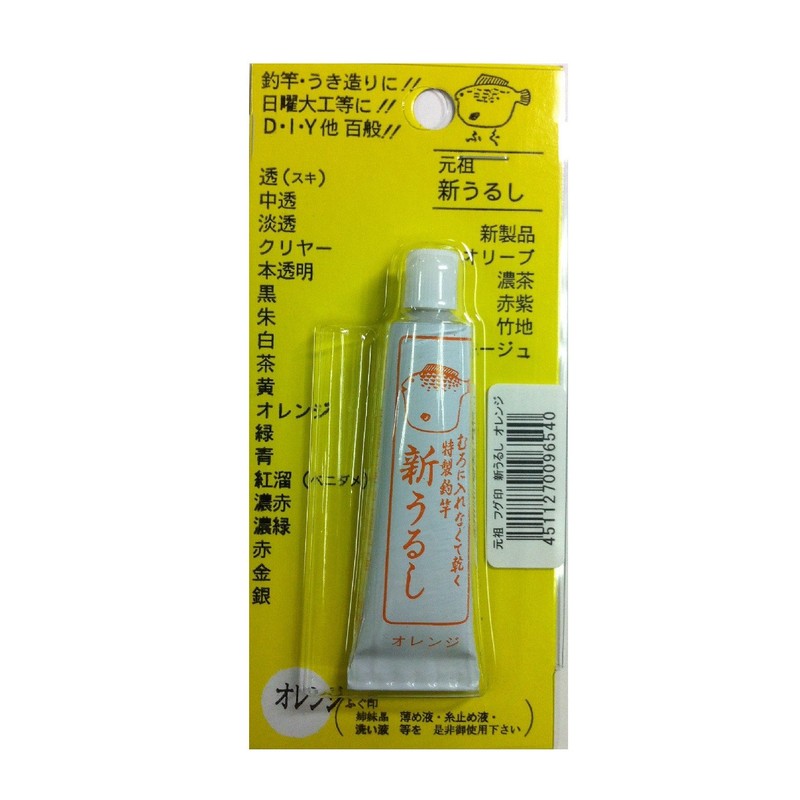 釣竿・うき造りに!!
日曜大工等に!!
D・I・Y他 百般!!
ふぐ
元祖
新うるし
透(スキ)
中透
淡透
クリヤー
本透明
黒
朱
白
茶
黄
オレンジ
緑
青
紅溜(ベニダメ)
濃赤
濃緑
赤
金
銀
新製品
オリーブ
濃茶
赤紫
竹地
ージュ
むろに入れなくて乾く
特製釣竿
新うるし
オレンジ
元祖 フグ印 新うるし オレンジ
4511270096540
オレンジ
ふぐ印
姉妹品 薄め液・糸止め液・
洗い液 等を 是非御使用下さい